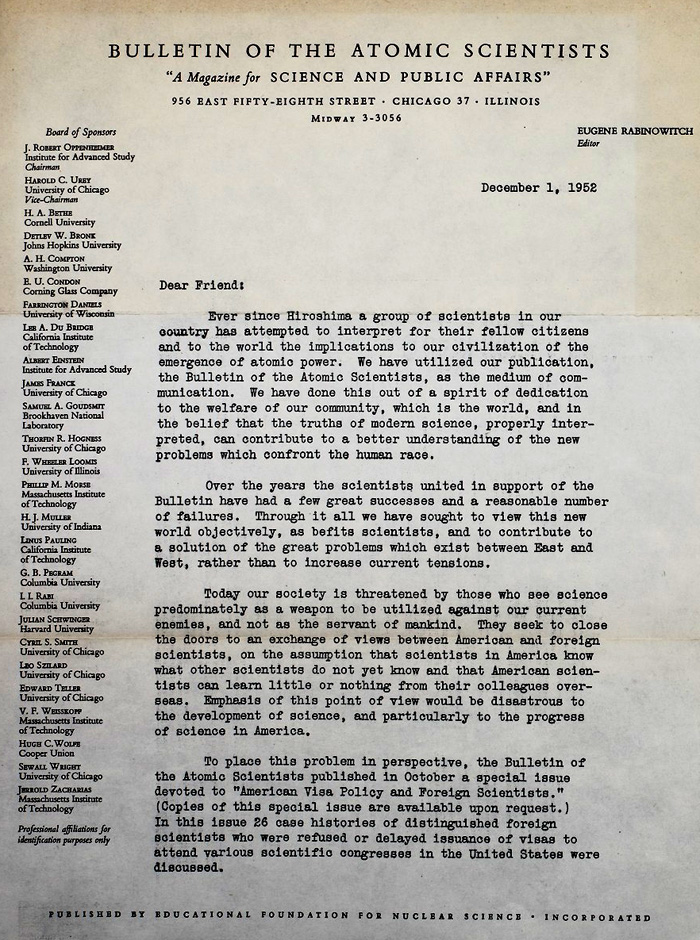 BULLETIN OF THE ATOMIC SCIENTISTS
"A Magazine for SCIENCE AND PUBLIC AFFAIRS"
956 EAST FIFTY-EIGHTH STREET · CHICAGO 37 · ILLINOIS
MIDWAY 3-3056
EUGENE RABINOWITCH
Editor
Board of Sponsors
J. ROBERT OPPENHEIMER
Institute for Advanced Study
Chairman
HAROLD C. UREY
University of Chicago
Vice-Chairman
H. A. BETHE
Cornell University
DETLEV W. BRONK
Johns Hopkins University
A. H. COMPTON
Washington University
E. U. CONDON
Corning Glass Company
FARRINGTON DANIELS
University of Wisconsin
LEE A. DU BRIDGE
California Institute
of Technology
ALBERT EINSTEIN
Institute for Advanced Study
JAMES FRANCK
University of Chicago
SAMUEL A. GOUDSMIT
Brookhaven National
Laboratory
THORFIN R. HOGNESS
University of Chicago
F. WHEELER LOOMIS
University of Illinois
PHILLIP M. MORSE
Massachusetts Institute
of Technology
H. J. MULLER
University of Indiana
LINUS PAULING
California Institute
of Technology
G. B. PEGRAM
Columbia University
I. I. RABI
Columbia University
JULIAN SCHWINGER
Harvard University
CYRIL S. SMITH
University of Chicago
LEO SZILARD
University of Chicago
EDWARD TELLER
University of Chicago
V. F. WEISSKOPF
Massachusetts Institute
of Technology
HUGH C. WOLFE
Cooper Union
SEWALL WRIGHT
University of Chicago
JERROLD ZACHARIAS
Massachusetts Institute
of Technology
Professional affiliations for
identification purposes only
December 1, 1952
Dear Friend:
Ever since Hiroshima a group of scientists in our
country has attempted to interpret for their fellow citizens
and to the world the implications to our civilization of the
emergence of atomic power. We have utilized our publication,
the Bulletin of the Atomic Scientists, as the medium of com-
munication. We have done this out of a spirit of dedication
to the welfare of our community, which is the world, and in
the belief that the truths of modern science, properly inter-
preted, can contribute to a better understanding of the new
problems which confront the human race.
Over the years the scientists united in support of the
Bulletin have had a few great successes and a reasonable number
of failures. Through it all we have sought to view this new
world objectively, as befits scientists, and to contribute to
a solution of the great problems which exist between East and
West, rather than to increase current tensions.
Today our society is threatened by those who see science
predominately as a weapon to be utilized against our current
enemies, and not as the servant of mankind. They seek to close
the doors to an exchange of views between American and foreign
scientists, on the assumption that scientists in America know
what other scientists do not yet know and that American scien-
tists can learn little or nothing from their colleagues over-
seas. Emphasis of this point of view would be disastrous to
the development of science, and particularly to the progress
of science in America.
To place this problem in perspective, the Bulletin of
the Atomic Scientists published in October a special issue
devoted to "American Visa Policy and Foreign Scientists."
(Copies of this special issue are available upon request.)
In this issue 26 case histories of distinguished foreign
scientists who were refused or delayed issuance of visas to
attend various scientific congresses in the United States were
discussed.
PUBLISHED BY EDUCATIONAL FOUNDATION FOR NUCLEAR SCIENCE · INCORPORATED